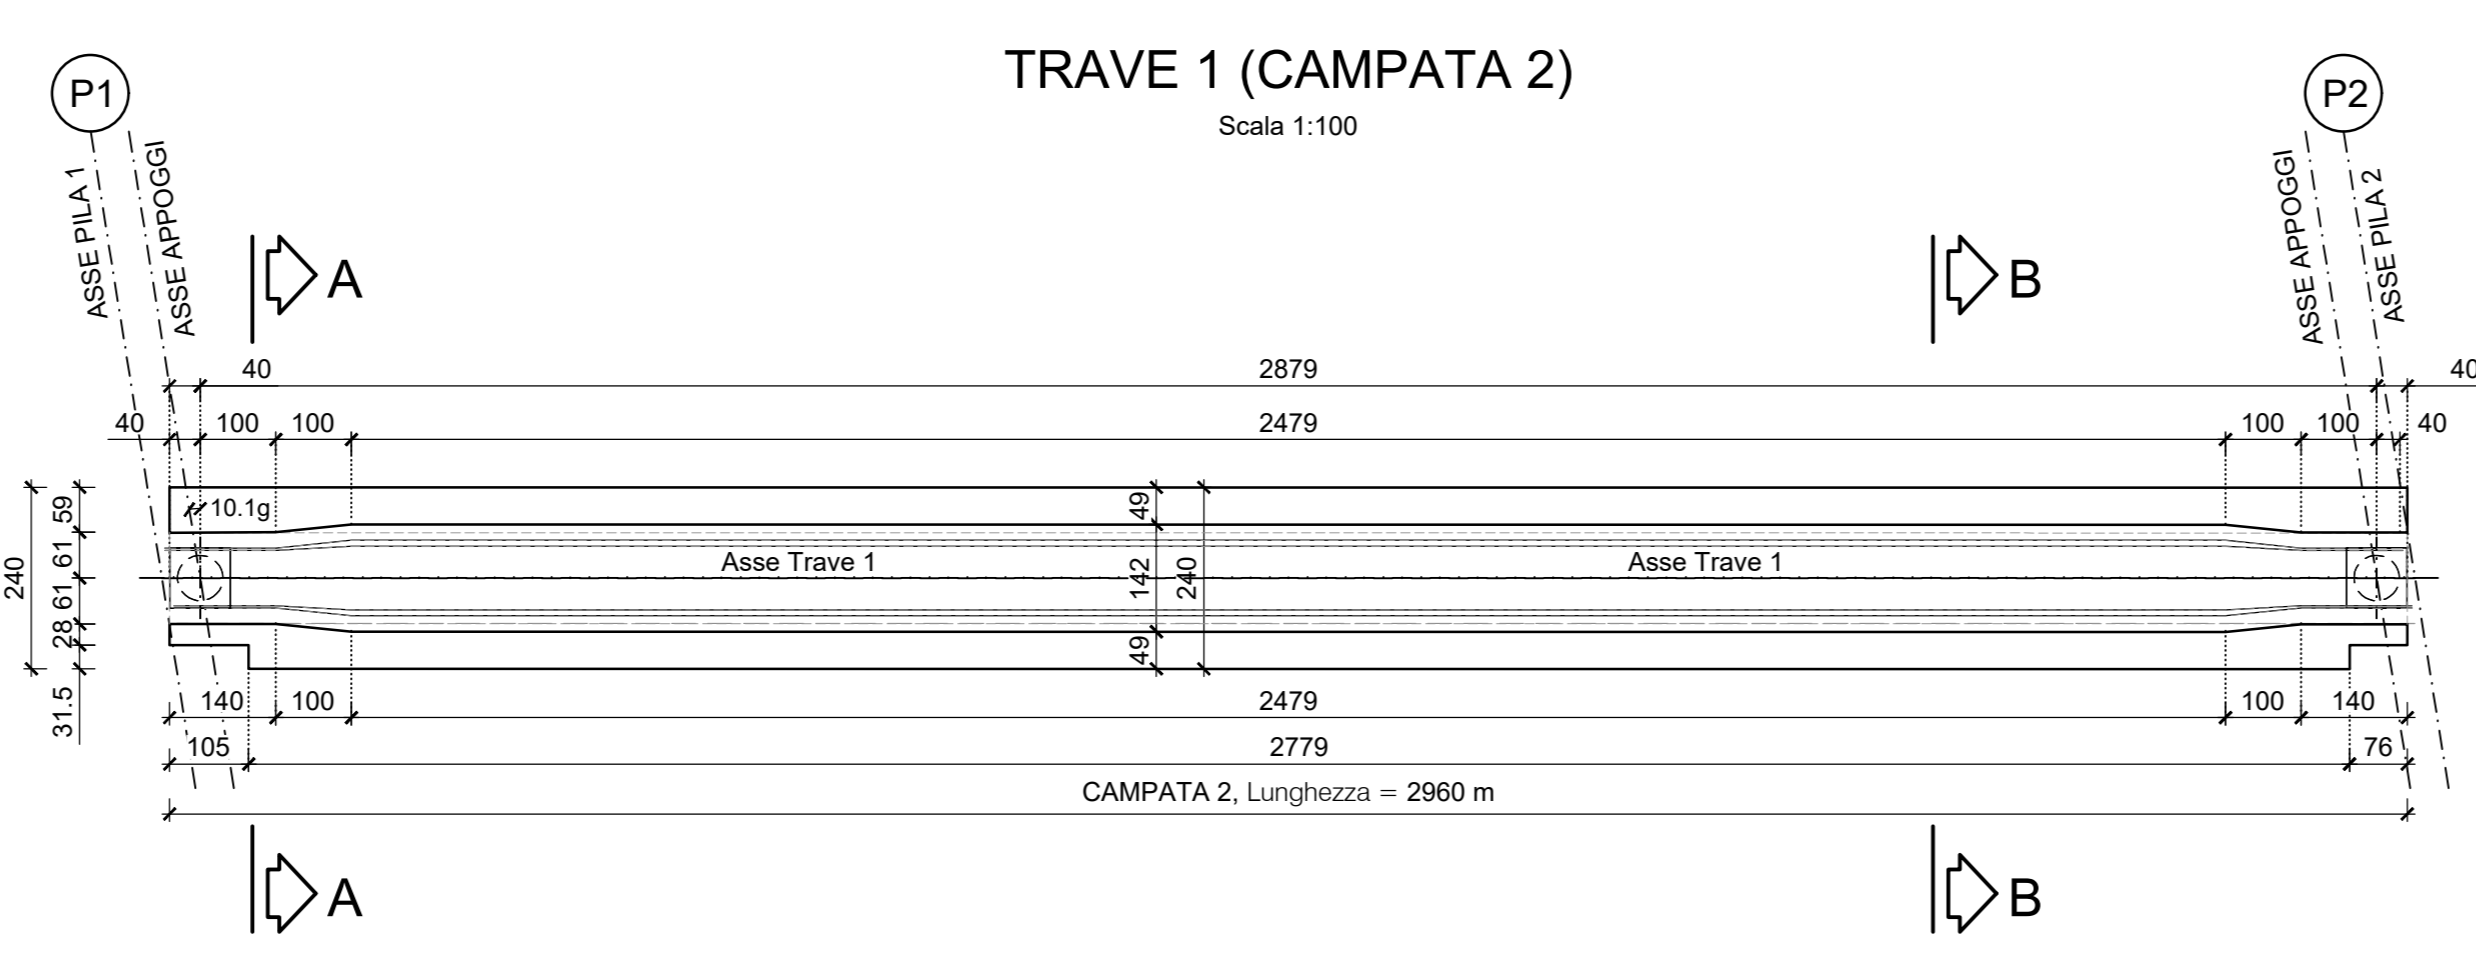 TRAVE 1 (CAMPATA 2)
Scala 1:100
P1
P2
ASSE PILA 1
ASSE APPOGGI
ASSE APPOGGI
ASSE PILA 2
A
B
40
2879
40
40
100
100
2479
100
100
40
240
59
61
61
28
31.5
10.1g
49
142
49
240
Asse Trave 1
Asse Trave 1
140
100
2479
100
140
105
2779
76
CAMPATA 2, Lunghezza = 2960 m
A
B